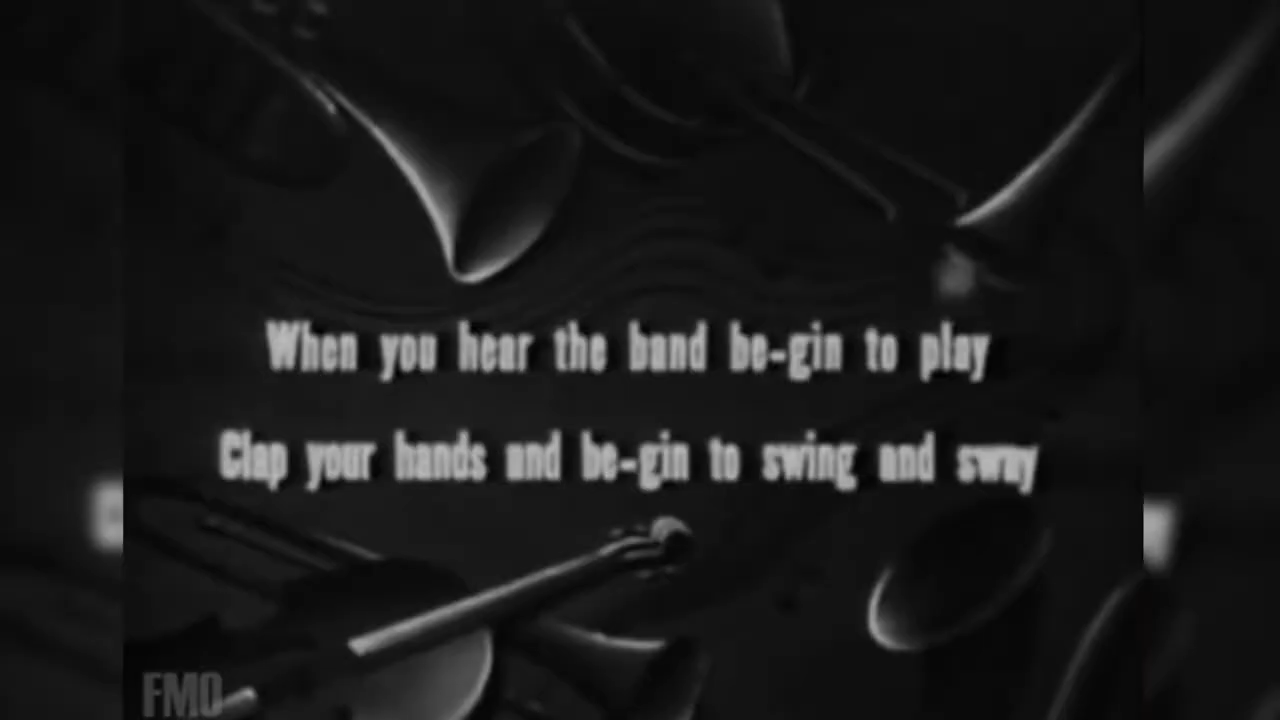 When you hear the band be-gin to play
Clap your hands and be-gin to swing and sway
FMO